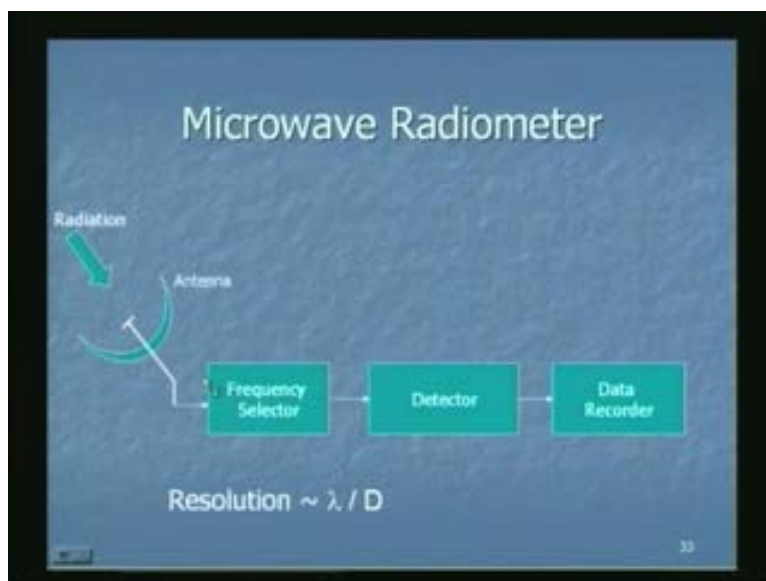 Microwave Radiometer
Radiation
Antenna
Frequency
Selector
Detector
Data
Recorder
Resolution ~ λ / D
33